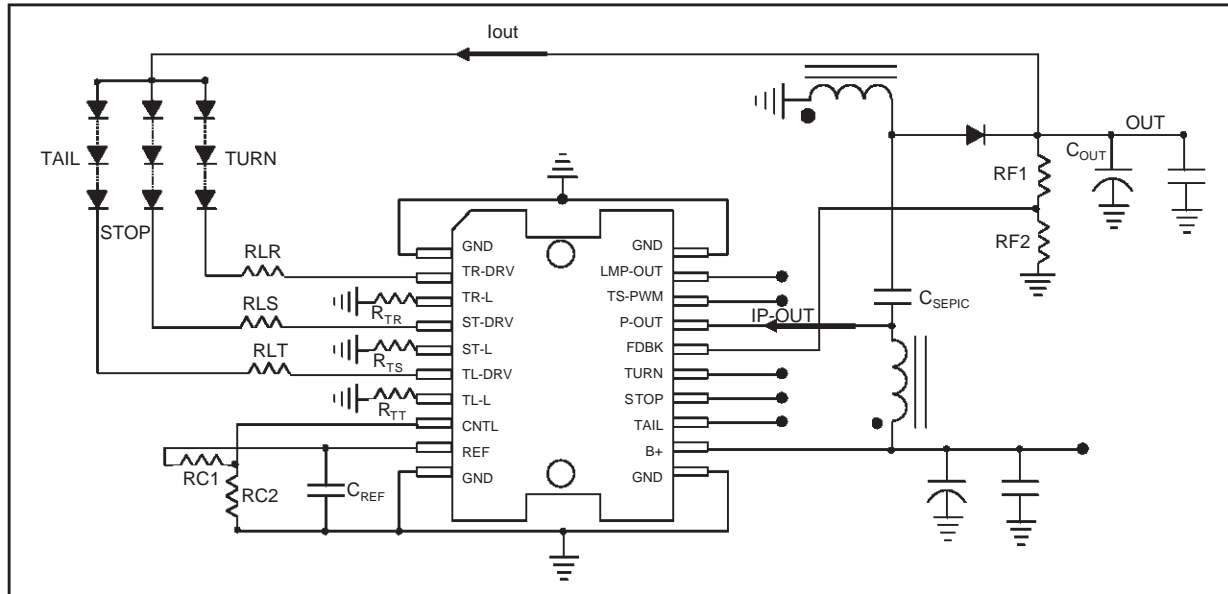 Iout
TAIL
TURN
STOP
OUT
C_OUT
RF1
RF2
RLR
RLS
RLT
R_TR
R_TS
R_TT
GND
TR-DRV
TR-L
ST-DRV
ST-L
TL-DRV
TL-L
CNTL
REF
GND
GND
LMP-OUT
TS-PWM
P-OUT
FDBK
TURN
STOP
TAIL
B+
GND
IP-OUT
C_SEPIC
RC1
RC2
C_REF